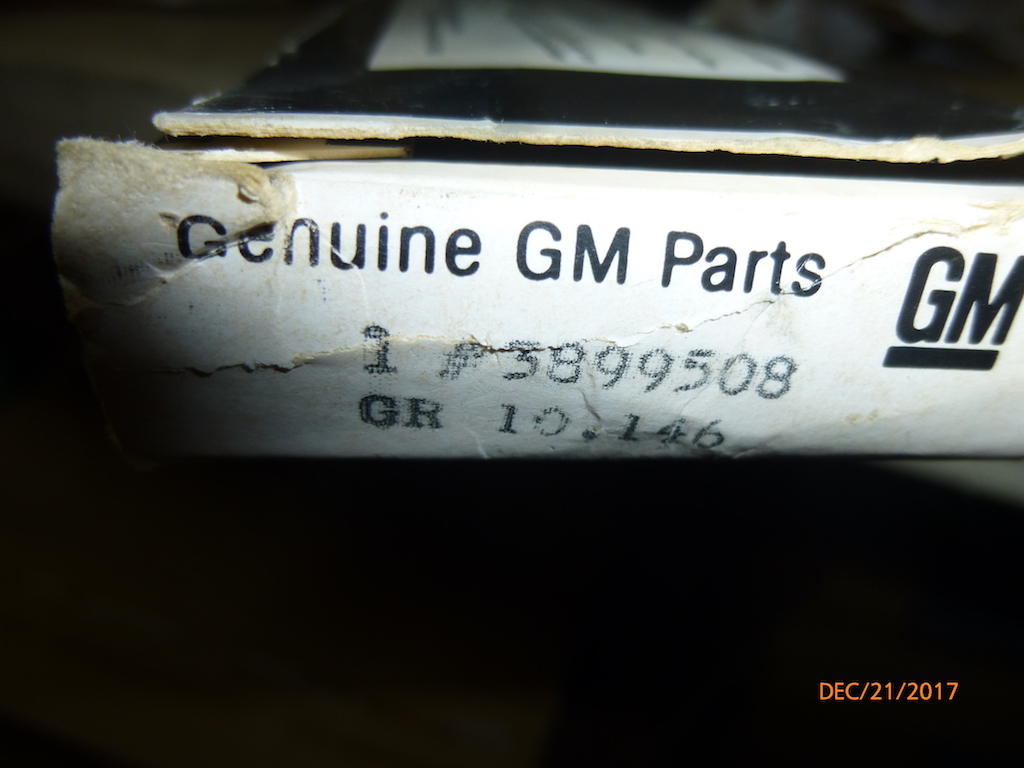 Genuine GM Parts
GM
1 #3899508
GR 10.146
DEC/21/2017